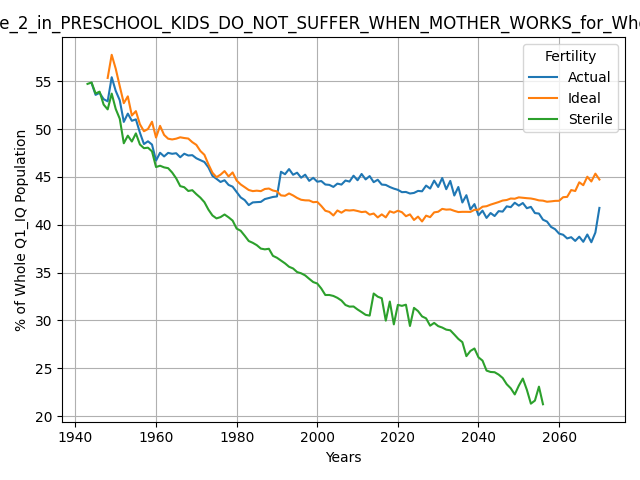 e_2_in_PRESCHOOL_KIDS_DO_NOT_SUFFER_WHEN_MOTHER_WORKS_for_Who
Fertility
Actual
Ideal
Sterile
% of Whole Q1_IQ Population
55
50
45
40
35
30
25
20
1940 1960 1980 2000 2020 2040 2060
Years